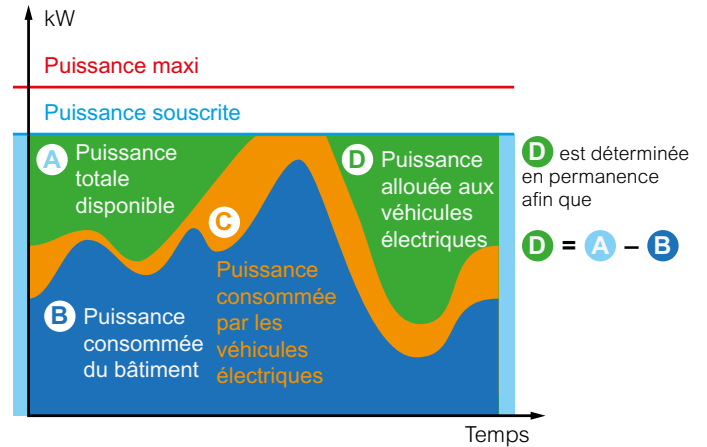 kW
Puissance maxi
Puissance souscrite
A Puissance
totale
disponible
D Puissance
allouée aux
véhicules
électriques
C
Puissance
consommée
par les
véhicules
électriques
B Puissance
consommée
du bâtiment
Temps
D est déterminée
en permanence
afin que
D = A – B